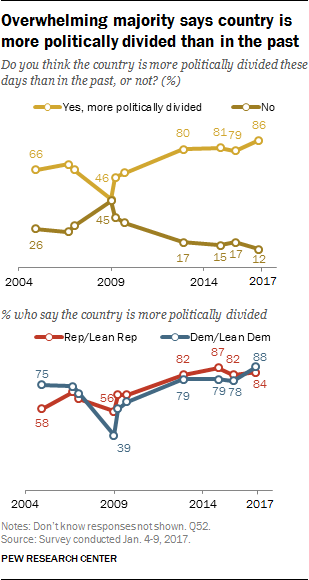 Overwhelming majority says country is
more politically divided than in the past
Do you think the country is more politically divided these
days than in the past, or not? (%)
Yes, more politically divided No
66
46
80
81
79
86
26
45
17
15
17
12
2004 2009 2014 2017
% who say the country is more politically divided
Rep/Lean Rep Dem/Lean Dem
75
58
56
39
82
79
87
79
82
78
88
84
2004 2009 2014 2017
Notes: Don't know responses not shown. Q52.
Source: Survey conducted Jan. 4-9, 2017.
PEW RESEARCH CENTER